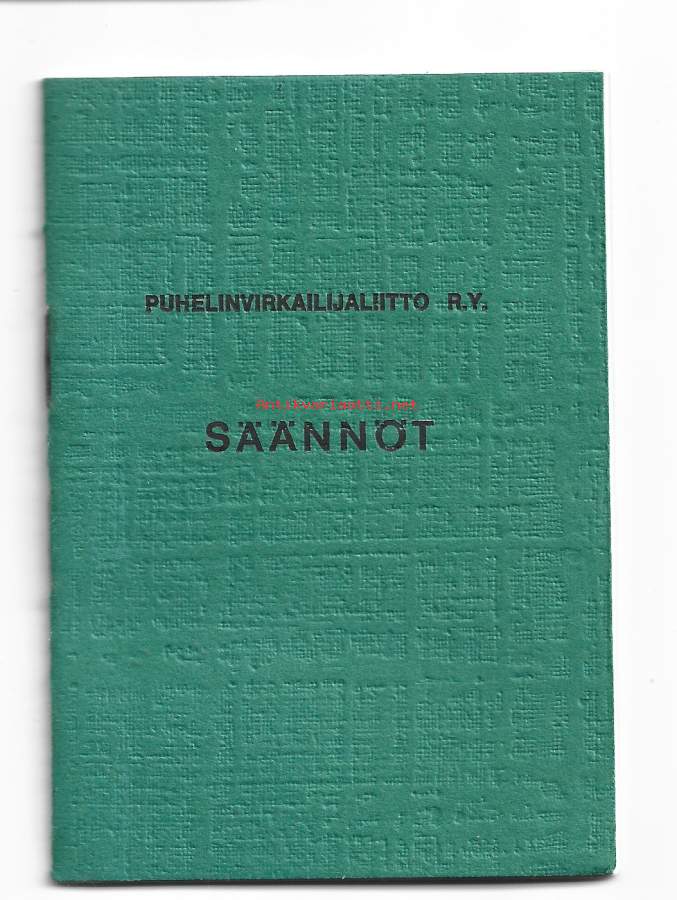 PUHELINVIRKAILIJALIITTO R.Y.
Antikvariaatti.net
SÄÄNNÖT